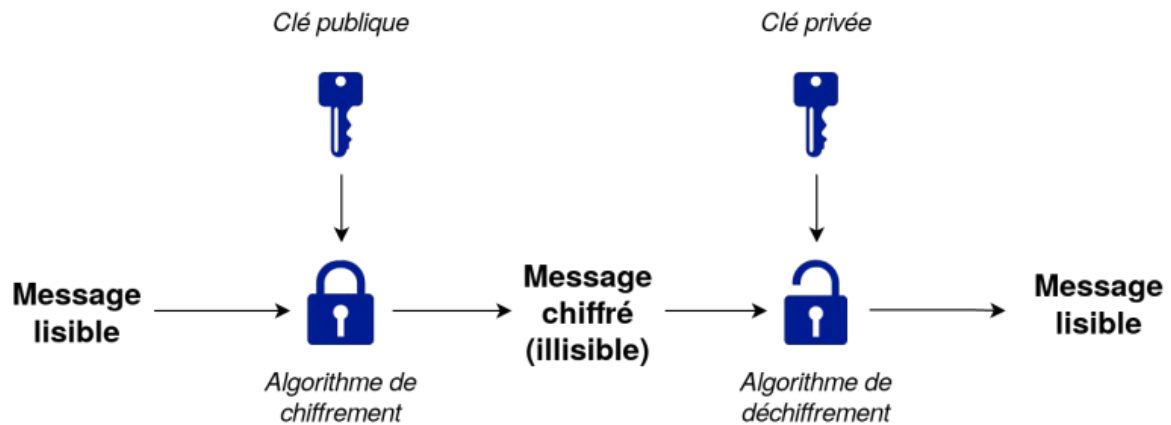 Clé publique
Clé privée
Message
lisible
Message
chiffré
(illisible)
Message
lisible
Algorithme de
chiffrement
Algorithme de
déchiffrement